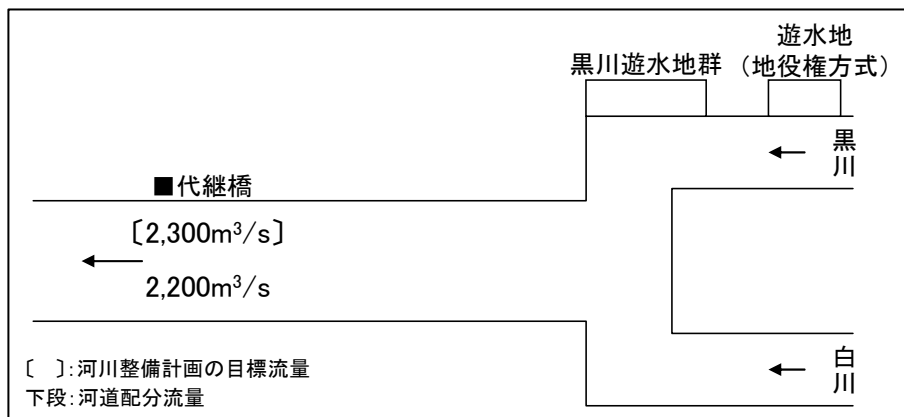 遊水地
黒川遊水地群 （地役権方式）
黒川
■代継橋
〔2,300m³/s〕
2,200m³/s
〔　〕：河川整備計画の目標流量
下段：河道配分流量
白川